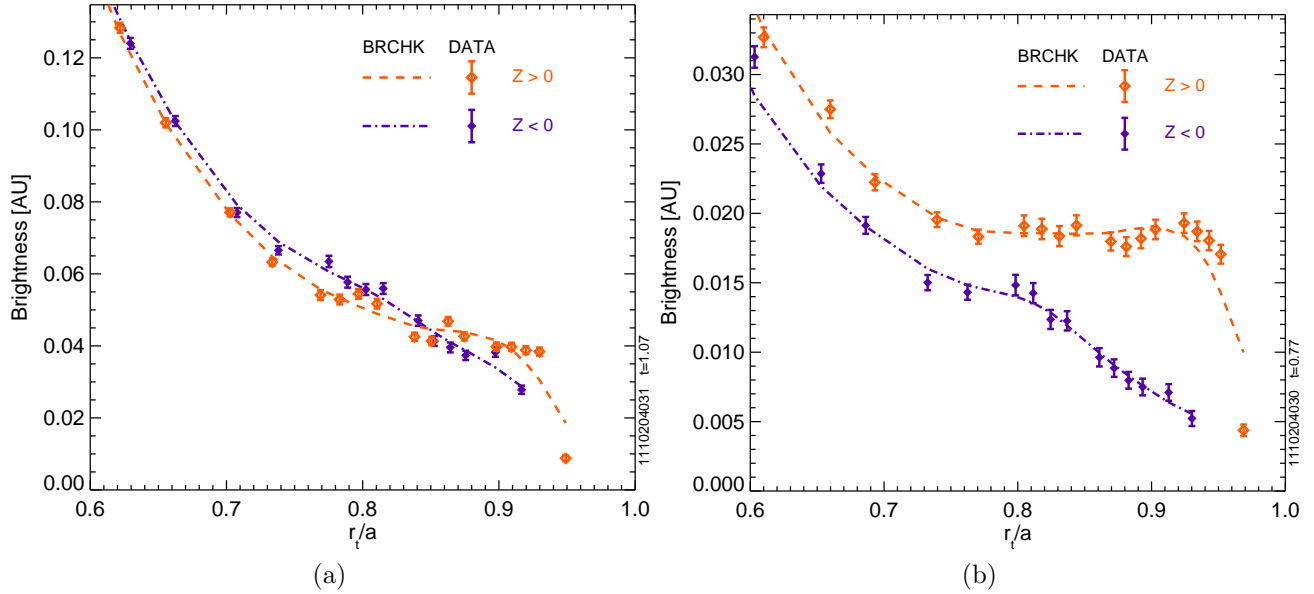 0.12
0.10
0.08
0.06
0.04
0.02
0.00
Brightness [AU]
BRCHK DATA
Z > 0
Z < 0
1110204031 t=1.07
0.6 0.7 0.8 0.9 1.0
r_t/a
(a)
0.030
0.025
0.020
0.015
0.010
0.005
0.000
Brightness [AU]
BRCHK DATA
Z > 0
Z < 0
1110204030 t=0.77
0.6 0.7 0.8 0.9 1.0
r_t/a
(b)